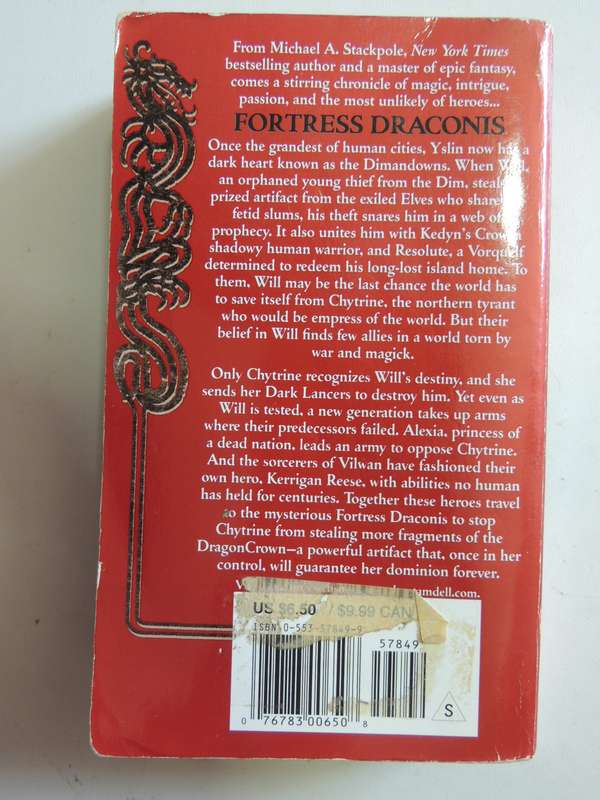 From Michael A. Stackpole, New York Times
bestselling author and a master of epic fantasy,
comes a stirring chronicle of magic, intrigue,
passion, and the most unlikely of heroes...
FORTRESS DRACONIS
Once the grandest of human cities, Yslin now has a
dark heart known as the Dimandowns. When Will,
an orphaned young thief from the Dim, steals
prized artifact from the exiled Elves who share
fetid slums, his theft snares him in a web of
prophecy. It also unites him with Kedyn's Crow
shadowy human warrior, and Resolute, a Vorquelf
determined to redeem his long-lost island home. To
them, Will may be the last chance the world has
to save itself from Chytrine, the northern tyrant
who would be empress of the world. But their
belief in Will finds few allies in a world torn by
war and magick.
Only Chytrine recognizes Will's destiny, and she
sends her Dark Lancers to destroy him. Yet even as
Will is tested, a new generation takes up arms
where their predecessors failed. Alexia, princess of
a dead nation, leads an army to oppose Chytrine.
And the sorcerers of Vilwan have fashioned their
own hero, Kerrigan Reese, with abilities no human
has held for centuries. Together these heroes travel
to the mysterious Fortress Draconis to stop
Chytrine from stealing more fragments of the
DragonCrown—a powerful artifact that, once in her
control, will guarantee her dominion forever.
US $6.50 / $9.99 CAN
ISBN 0-553-57849-9
57849
0 76783 00650 8
S